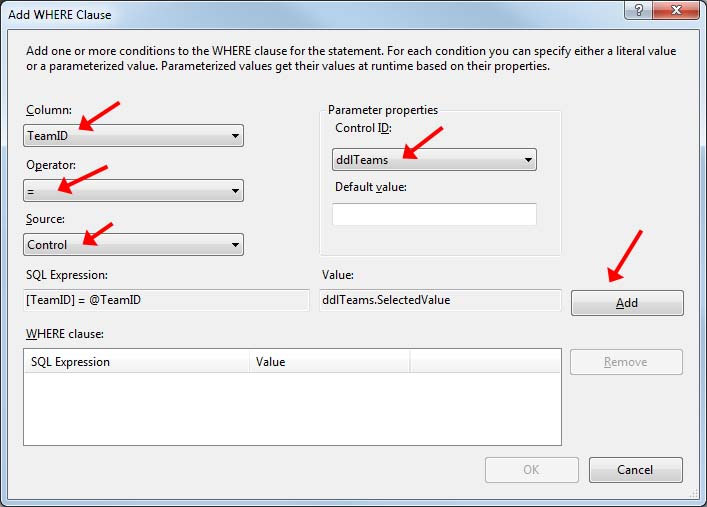 Add WHERE Clause
?
Add one or more conditions to the WHERE clause for the statement. For each condition you can specify either a literal value
or a parameterized value. Parameterized values get their values at runtime based on their properties.
Column:
TeamID
Operator:
=
Source:
Control
Parameter properties
Control ID:
ddlTeams
Default value:
SQL Expression:
[TeamID] = @TeamID
Value:
ddlTeams.SelectedValue
Add
WHERE clause:
SQL Expression Value
Remove
OK Cancel